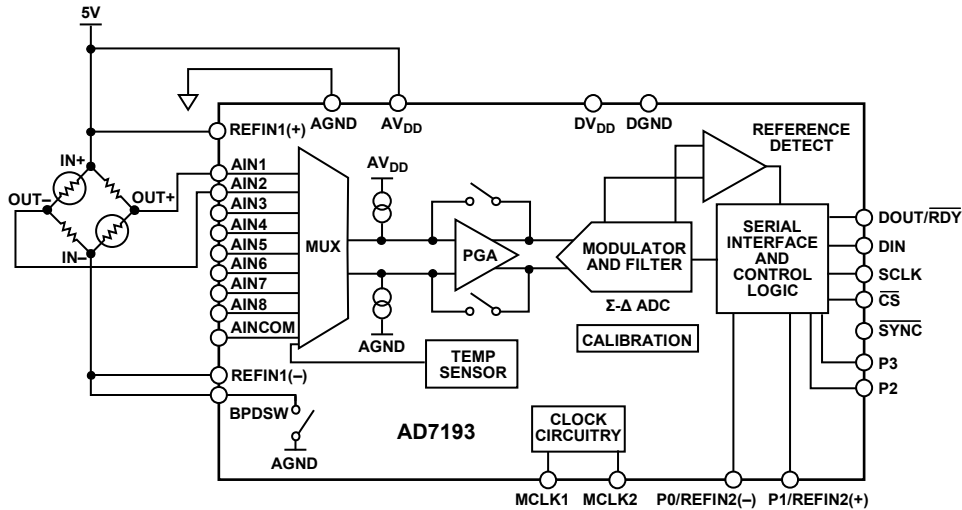 5V
AGND
AVDD
DVDD
DGND
REFIN1(+)
REFERENCE
DETECT
IN+
OUT–
OUT+
IN–
AIN1
AIN2
AIN3
AIN4
AIN5
AIN6
AIN7
AIN8
AINCOM
MUX
AVDD
AGND
PGA
MODULATOR
AND FILTER
Σ-Δ ADC
CALIBRATION
SERIAL
INTERFACE
AND
CONTROL
LOGIC
DOUT/RDY
DIN
SCLK
CS
SYNC
P3
P2
TEMP
SENSOR
REFIN1(–)
BPDSW
AGND
AD7193
CLOCK
CIRCUITRY
MCLK1
MCLK2
P0/REFIN2(–)
P1/REFIN2(+)